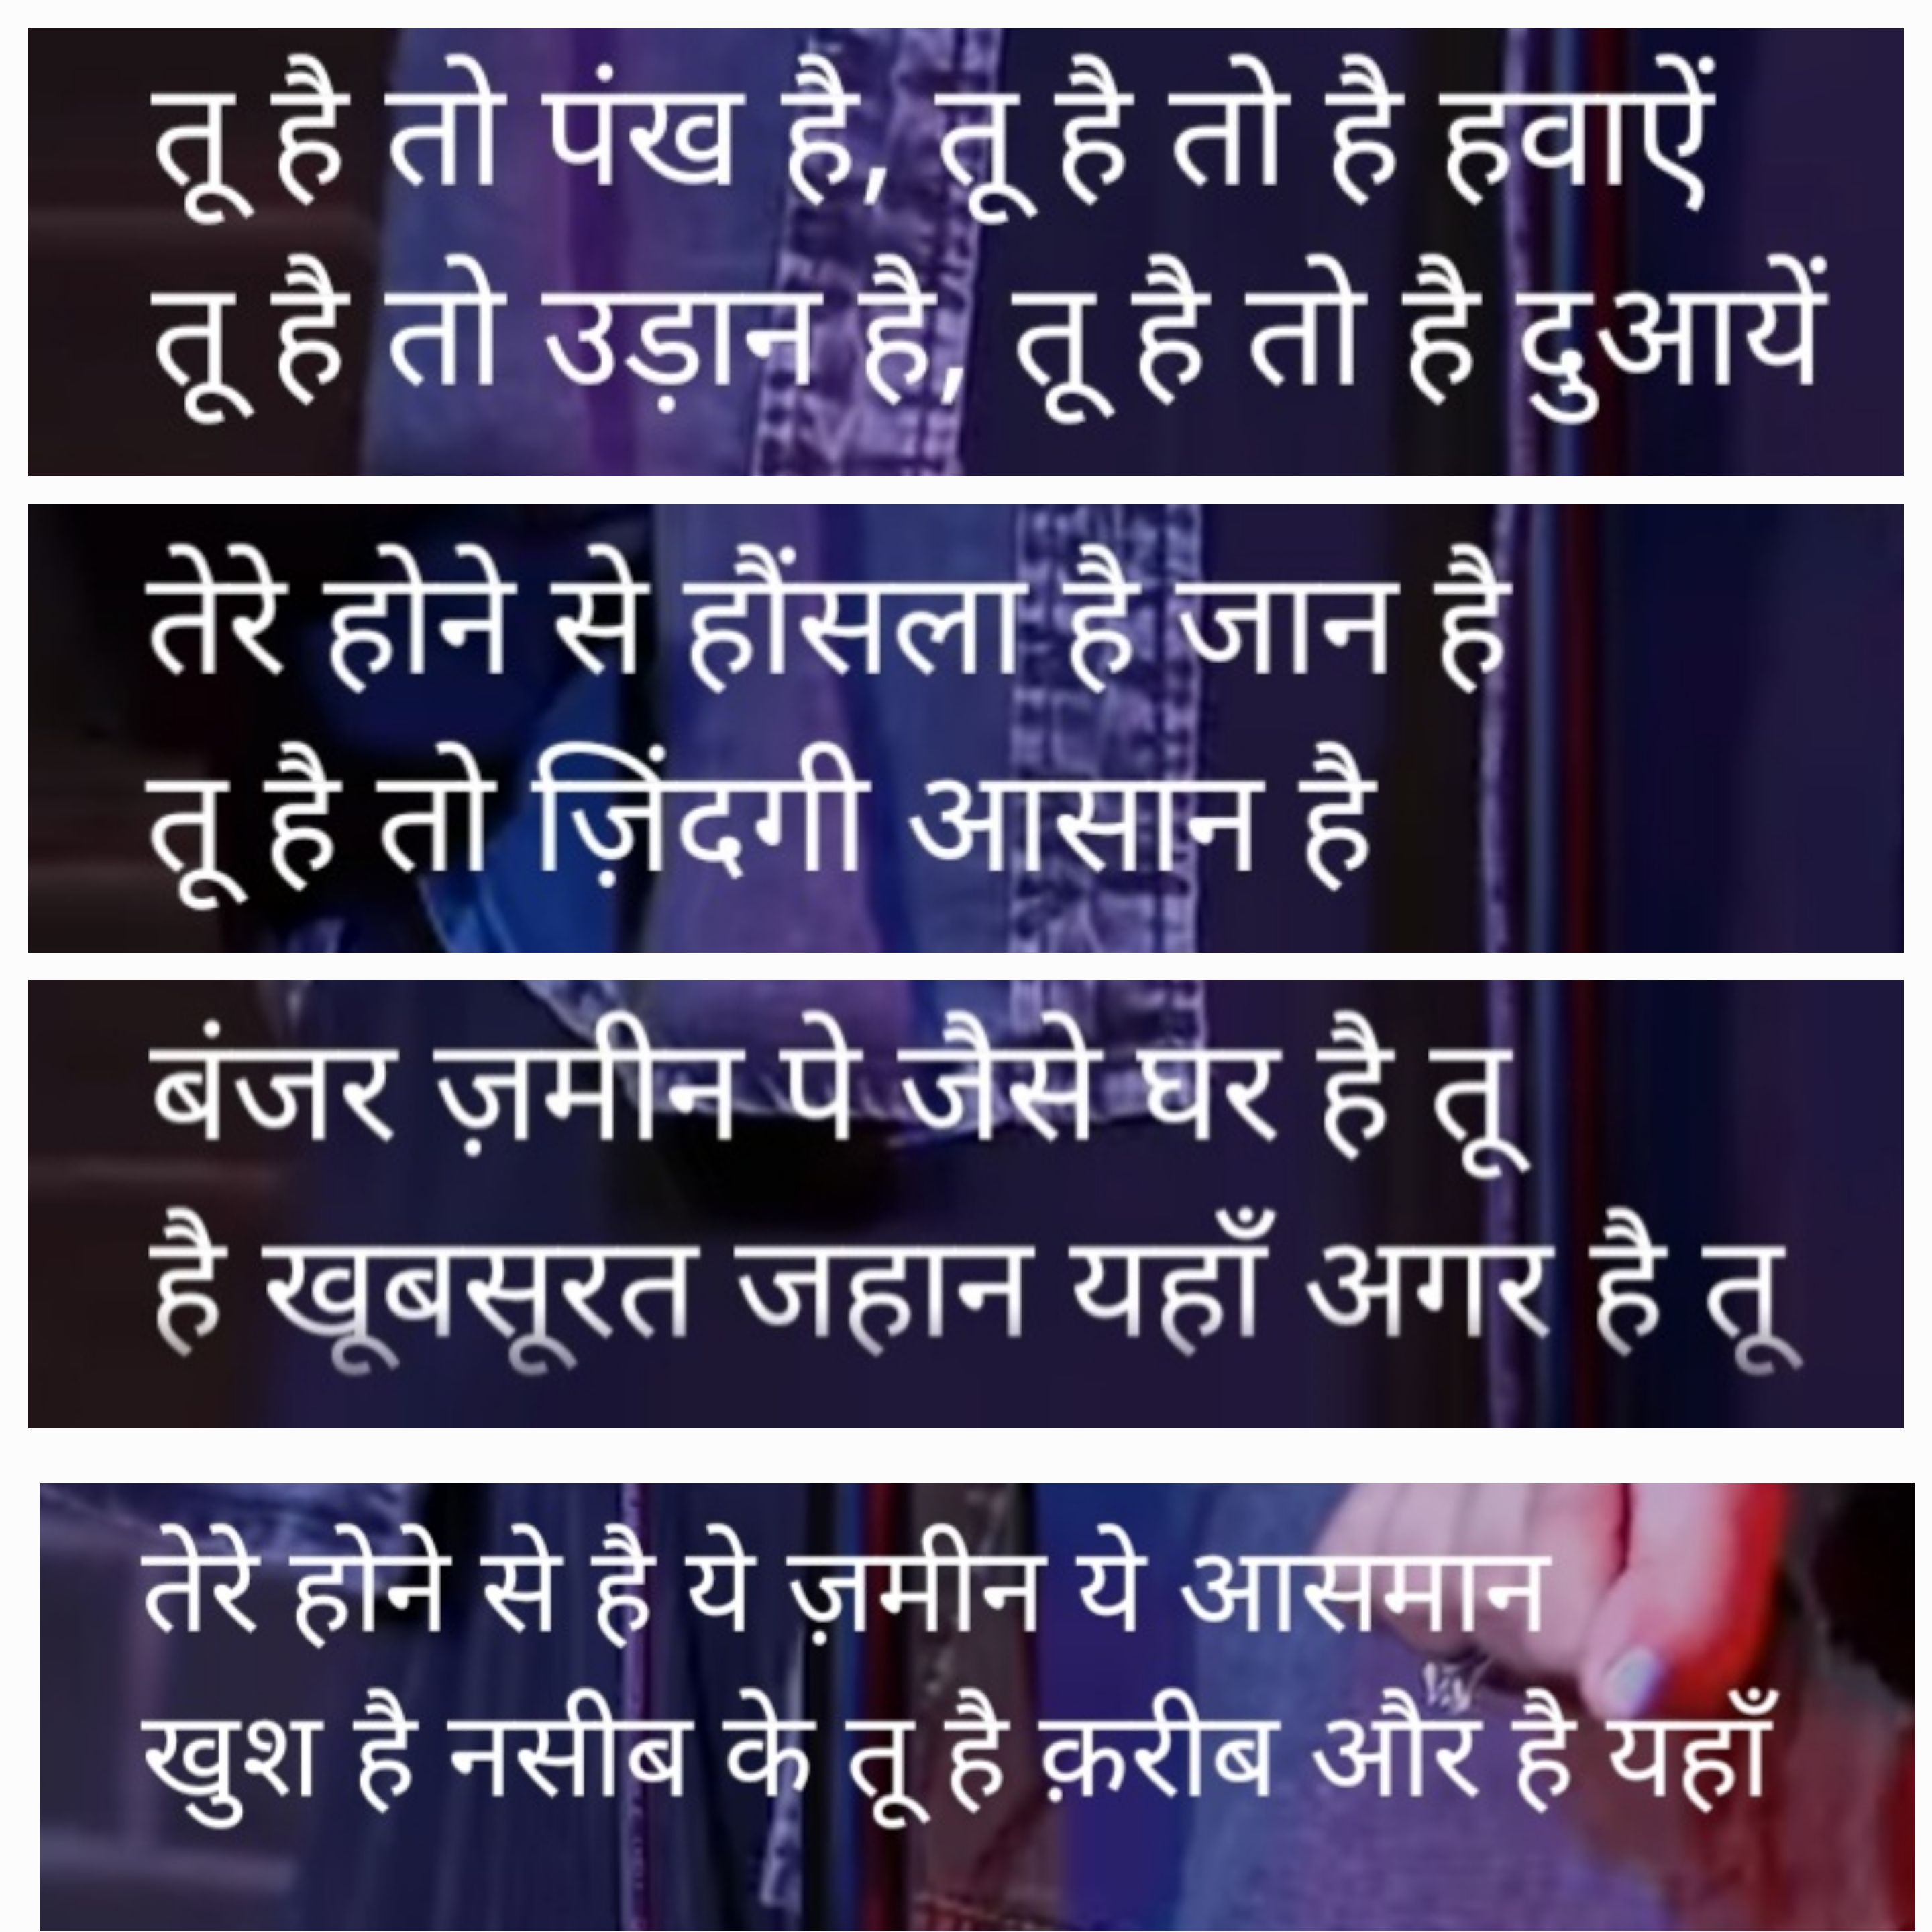 तू है तो पंख है, तू है तो है हवाऐं
तू है तो उड़ान है, तू है तो है दुआयें
तेरे होने से हौंसला है जान है
तू है तो ज़िंदगी आसान है
बंजर ज़मीन पे जैसे घर है तू
है खूबसूरत जहान यहाँ अगर है तू
तेरे होने से है ये ज़मीन ये आसमान
खुश है नसीब के तू है क़रीब और है यहाँ